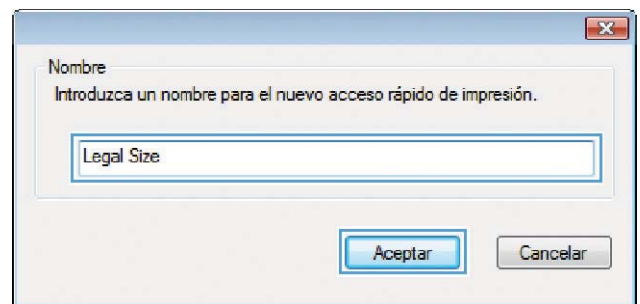 Nombre
Introduzca un nombre para el nuevo acceso rápido de impresión.
Legal Size
Aceptar
Cancelar